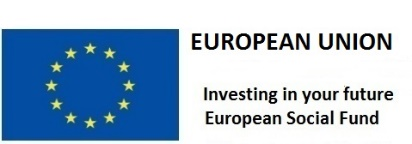 EUROPEAN UNION
Investing in your future
European Social Fund